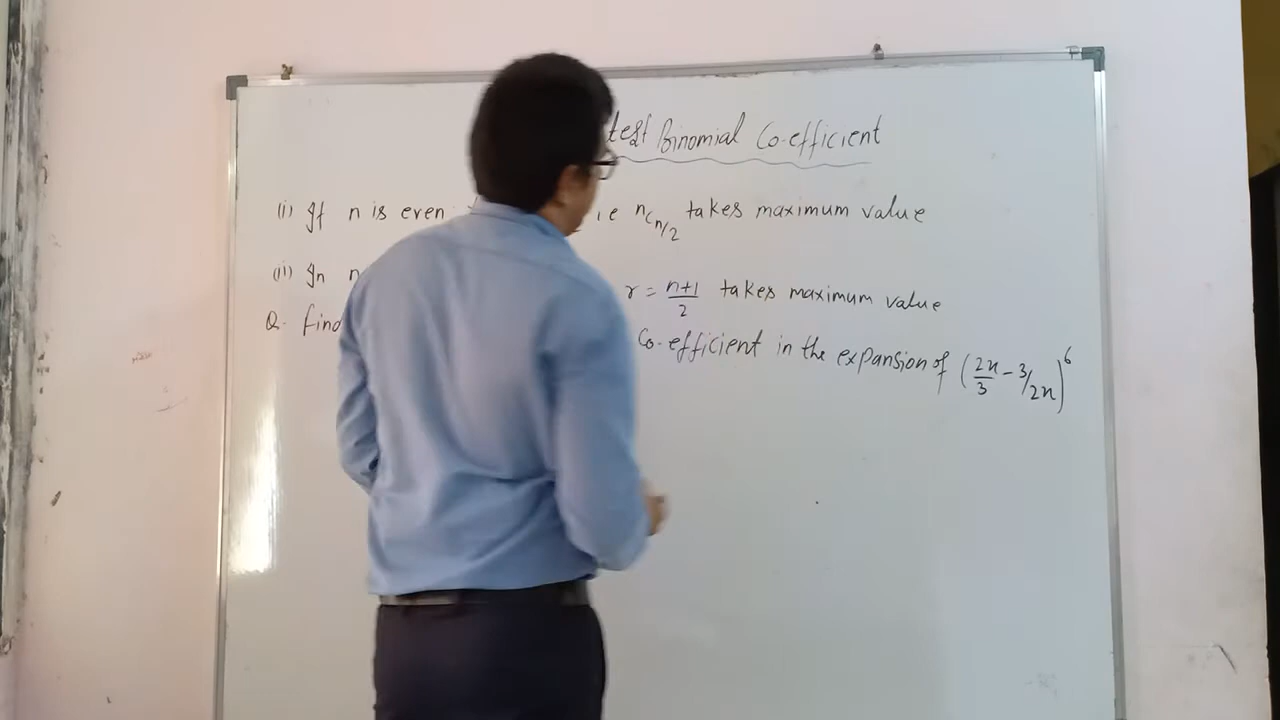 test Binomial Co-efficient
(i) If n is even i.e nCn/2 takes maximum value
(ii) In n r = n+1/2 takes maximum value
Q. find Co-efficient in the expansion of (2x/3 - 3/2x)^6